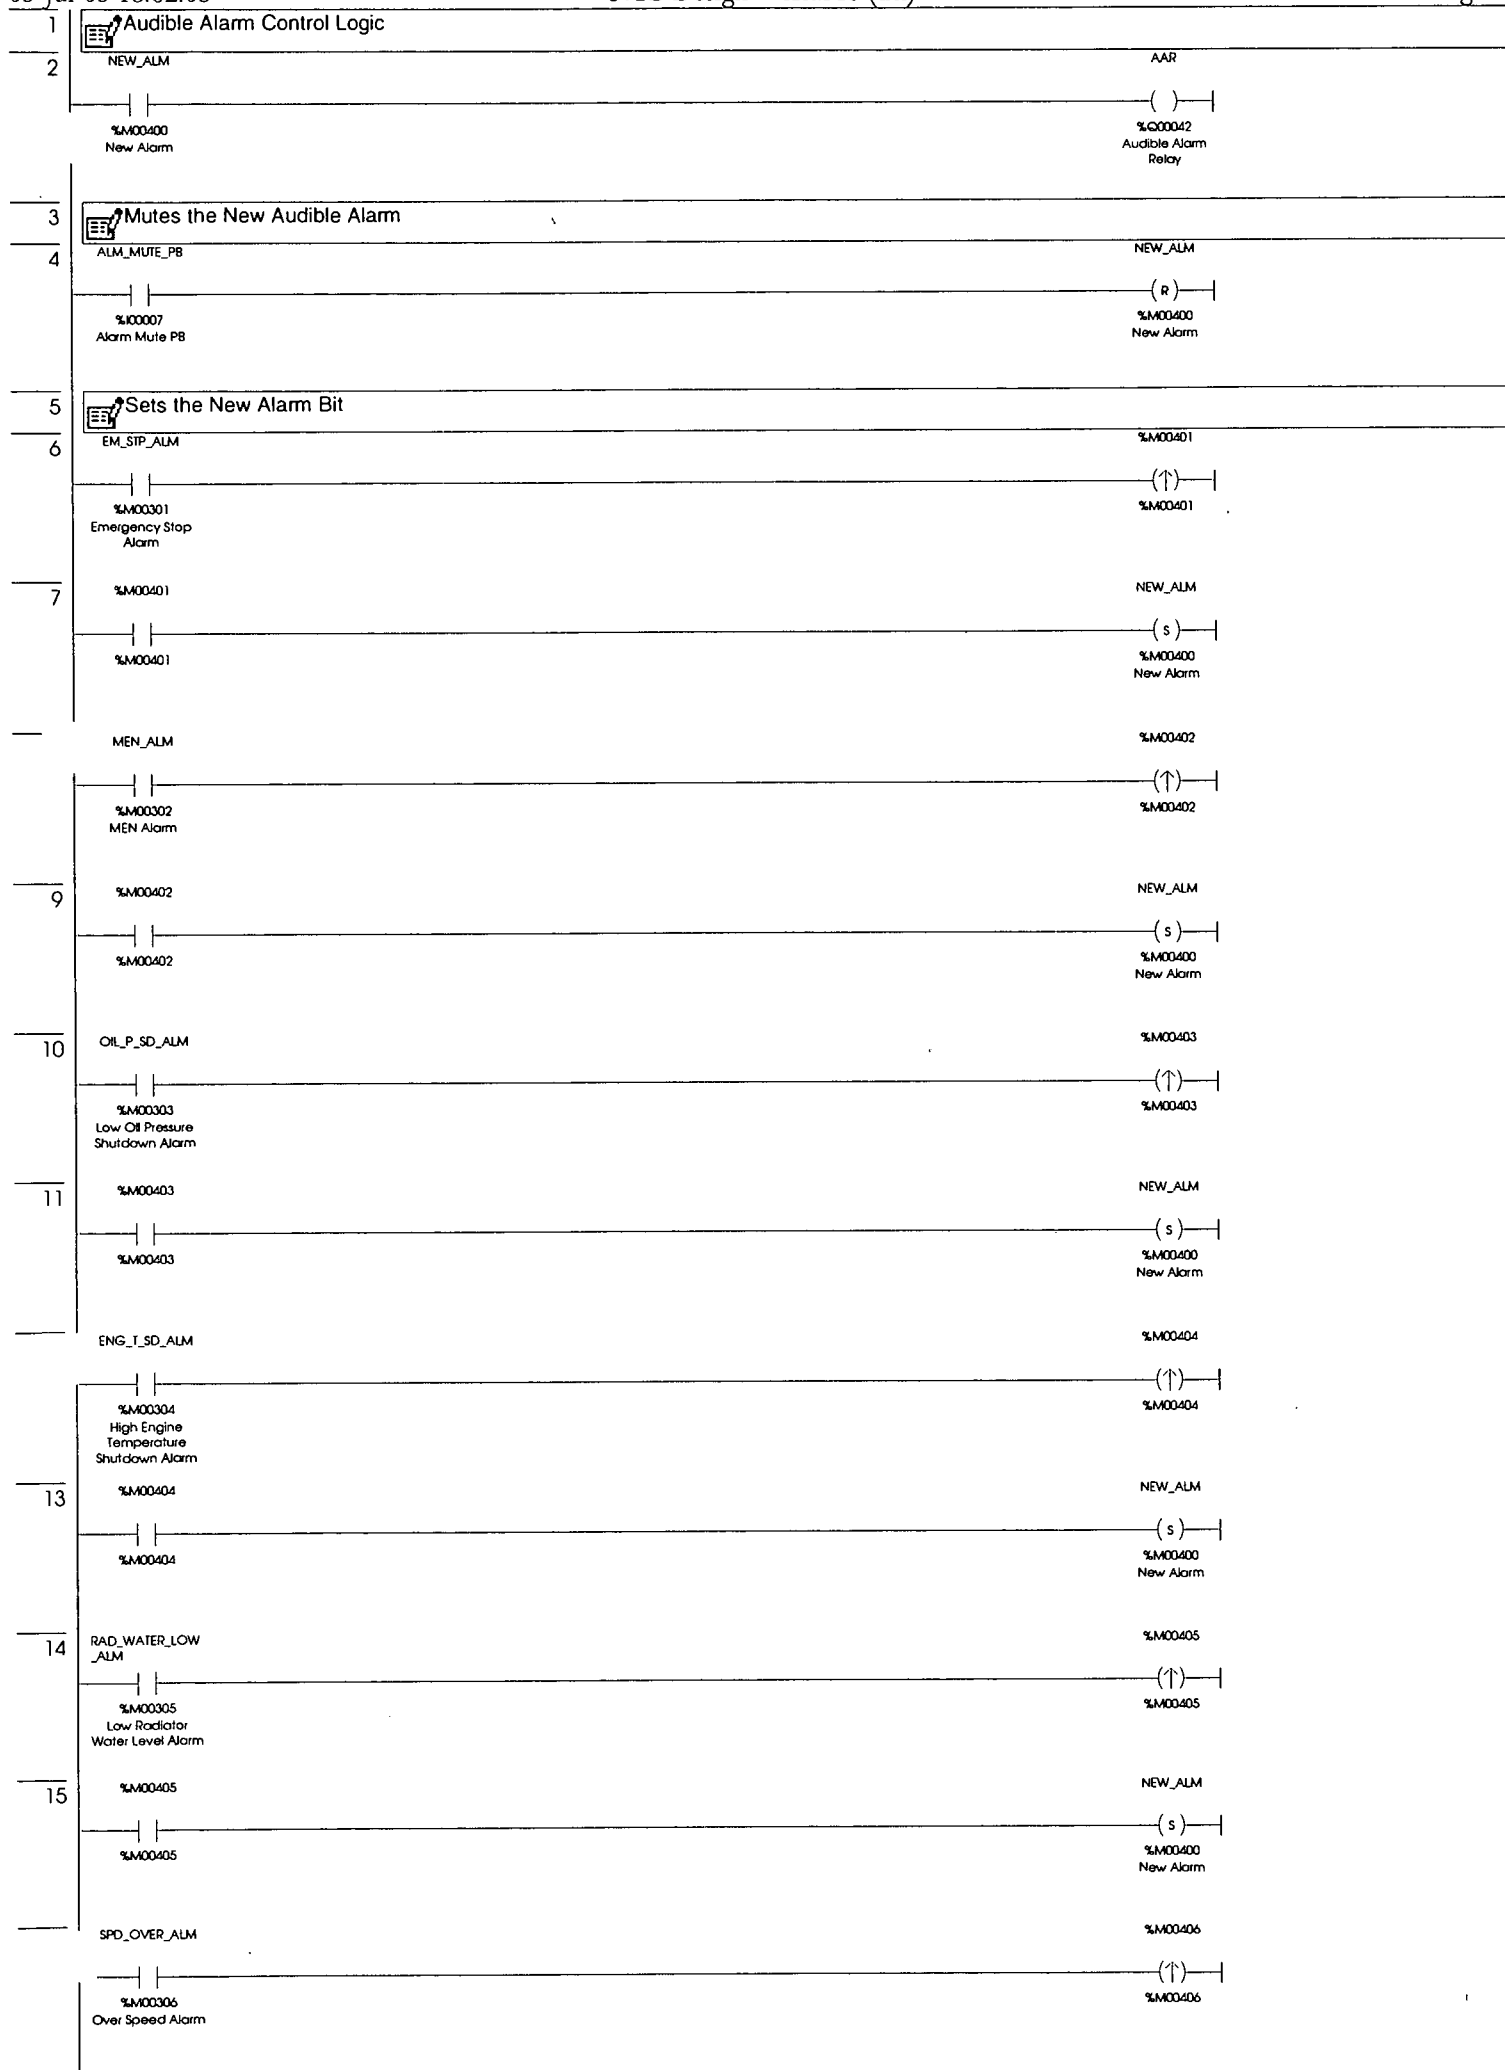 1 Audible Alarm Control Logic
2 NEW_ALM AAR
%M00400 %Q00042
New Alarm Audible Alarm
Relay
3 Mutes the New Audible Alarm
4 ALM_MUTE_PB NEW_ALM
( R )
%I00007 %M00400
Alarm Mute PB New Alarm
5 Sets the New Alarm Bit
6 EM_STP_ALM %M00401
%M00301 %M00401
Emergency Stop
Alarm
7 %M00401 NEW_ALM
( S )
%M00401 %M00400
New Alarm
MEN_ALM %M00402
%M00302 %M00402
MEN Alarm
9 %M00402 NEW_ALM
( S )
%M00402 %M00400
New Alarm
10 OIL_P_SD_ALM %M00403
%M00303 %M00403
Low Oil Pressure
Shutdown Alarm
11 %M00403 NEW_ALM
( S )
%M00403 %M00400
New Alarm
ENG_T_SD_ALM %M00404
%M00304 %M00404
High Engine
Temperature
Shutdown Alarm
13 %M00404 NEW_ALM
( S )
%M00404 %M00400
New Alarm
14 RAD_WATER_LOW %M00405
_ALM
%M00305 %M00405
Low Radiator
Water Level Alarm
15 %M00405 NEW_ALM
( S )
%M00405 %M00400
New Alarm
SPD_OVER_ALM %M00406
%M00306 %M00406
Over Speed Alarm